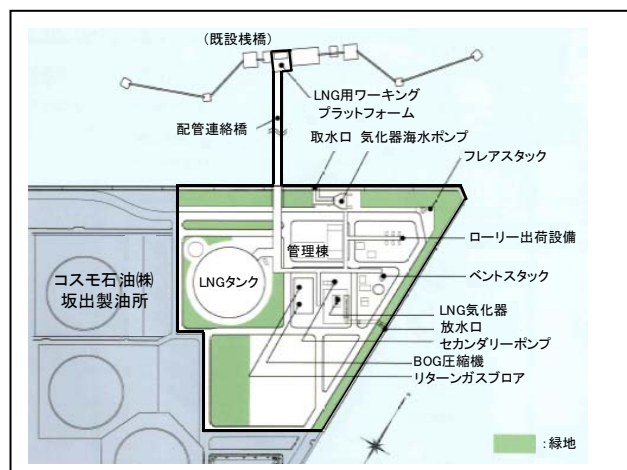 (既設桟橋)
LNG用ワーキング
プラットフォーム
配管連絡橋
取水口 気化器海水ポンプ
フレアスタック
ローリー出荷設備
管理棟
コスモ石油㈱
坂出製油所
LNGタンク
ベントスタック
LNG気化器
放水口
セカンダリーポンプ
BOG圧縮機
リターンガスブロア
:緑地